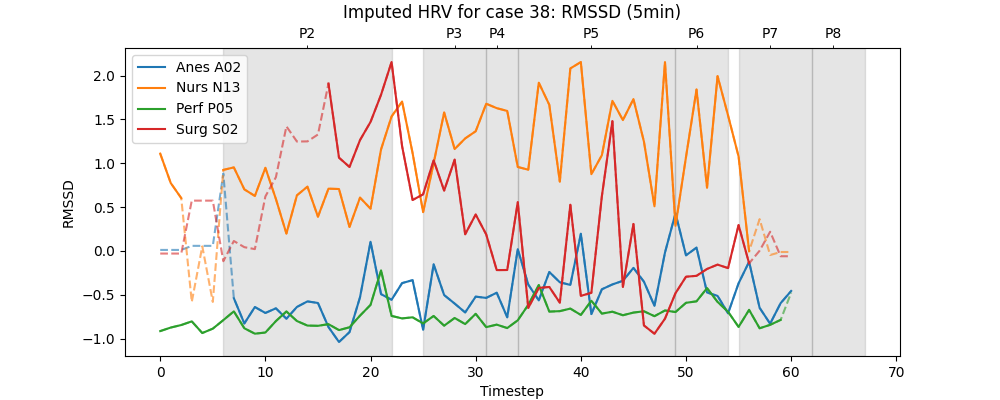 Imputed HRV for case 38: RMSSD (5min)
P2 P3 P4 P5 P6 P7 P8
Anes A02
Nurs N13
Perf P05
Surg S02
2.0
1.5
1.0
0.5
0.0
−0.5
−1.0
RMSSD
0 10 20 30 40 50 60 70
Timestep